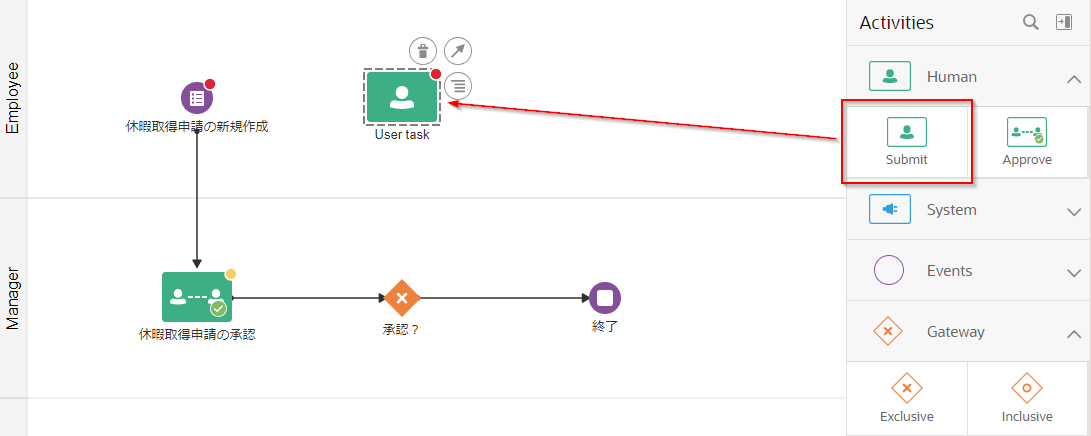 Employee
休暇取得申請の新規作成
User task
Manager
休暇取得申請の承認
承認？
終了
Activities
Human
Submit
Approve
System
Events
Gateway
Exclusive
Inclusive